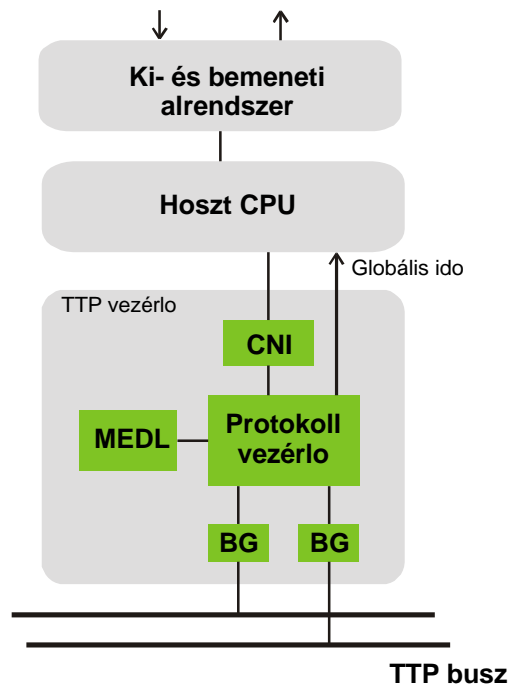 Ki- és bemeneti
alrendszer
Hoszt CPU
Globális ido
TTP vezérlo
CNI
MEDL
Protokoll
vezérlo
BG
BG
TTP busz